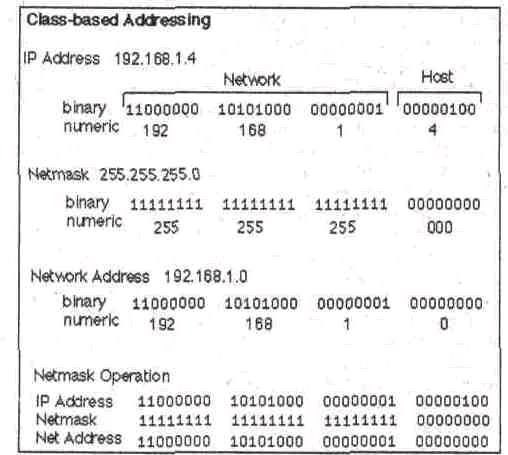 Class-based Addressing
IP Address 192.168.1.4
Network Host
binary 11000000 10101000 00000001 00000100
numeric 192 168 1 4
Netmask 255.255.255.0
binary 11111111 11111111 11111111 00000000
numeric 255 255 255 000
Network Address 192.168.1.0
binary 11000000 10101000 00000001 00000000
numeric 192 168 1 0
Netmask Operation
IP Address 11000000 10101000 00000001 00000100
Netmask 11111111 11111111 11111111 00000000
Net Address 11000000 10101000 00000001 00000000